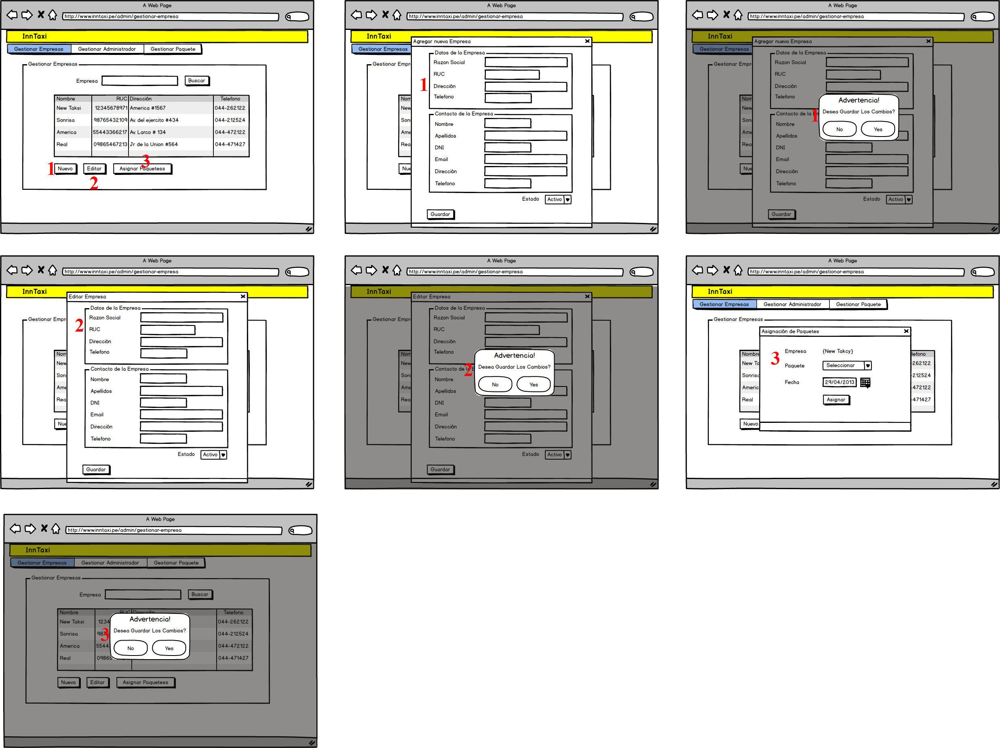 A Web Page
http://www.inntaxi.pe/admin/gestionar-empresa
InnTaxi
Gestionar Empresas Gestionar Administrador Gestionar Paquete
Gestionar Empresas
Empresa Buscar
Nombre RUC Dirección Telefono
New Taksi 12345678971 America #1567 044-262122
Sonrisa 98765432109 Av. del ejercito #434 044-212524
America 55443366217 Av. Larco # 134 044-472122
Real 09865467213 Jr de la Union #564 044-471427
3
1 Nuevo Editar Asignar Paquetess
2
A Web Page
http://www.inntaxi.pe/admin/gestionar-empresa
InnTaxi
Agregar nueva Empresa
Gestionar Empresas
Datos de la Empresa
Gestionar Empr
Razon Social
RUC
1
Dirección
Telefono
Nom
New
Son
Ame
Rea
Nue
Contacto de la Empresa
Nombre
Apellidos
DNI
Email
Dirección
Telefono
Estado Activo
Guardar
A Web Page
http://www.inntaxi.pe/admin/gestionar-empresa
InnTaxi
Agregar nueva Empresa
Gestionar Empresas
Datos de la Empresa
Gestionar Empr
Razon Social
RUC
Dirección
Telefono
Nom
New
Son
Ame
Rea
Nue
Advertencia!
Desea Guardar Los Cambios?
1
No Yes
Contacto de la Em
Nombre
Apellidos
DNI
Email
Dirección
Telefono
Estado Activo
Guardar
A Web Page
http://www.inntaxi.pe/admin/gestionar-empresa
InnTaxi
Editar Empresa
Datos de la Empresa
Gestionar Empr
Razon Social
2
RUC
Dirección
Telefono
Nom
New
Son
Ame
Rea
Nue
Contacto de la Empresa
Nombre
Apellidos
DNI
Email
Dirección
Telefono
Estado Activo
Guardar
A Web Page
http://www.inntaxi.pe/admin/gestionar-empresa
InnTaxi
Editar Empresa
Datos de la Empresa
Gestionar Empr
Razon Social
RUC
Dirección
Telefono
Nom
New
Son
Ame
Rea
Nue
Advertencia!
Desea Guardar Los Cambios?
2
No Yes
Contacto de la E
Nombre
Apellidos
DNI
Email
Dirección
Telefono
Estado Activo
Guardar
A Web Page
http://www.inntaxi.pe/admin/gestionar-empresa
InnTaxi
Gestionar Empresas Gestionar Administrador Gestionar Paquete
Gestionar Empresas
Asignación de Paquetes
Empresa {New Takcy}
3
Paquete Seleccionar
Fecha 29/04/2013
Asignar
Nombre lefono
New Ta -262122
Sonrisa -212524
Americ -472122
Real -471427
Nuevo
A Web Page
http://www.inntaxi.pe/admin/gestionar-empresa
InnTaxi
Gestionar Empresas Gestionar Administrador Gestionar Paquete
Gestionar Empresas
Empresa Buscar
Nombre RUC Dirección Telefono
New Taksi 1234 044-262122
Sonrisa 987 044-212524
America 5544 044-472122
Real 09865 044-471427
Advertencia!
Desea Guardar Los Cambios?
3
No Yes
Nuevo Editar Asignar Paquetess